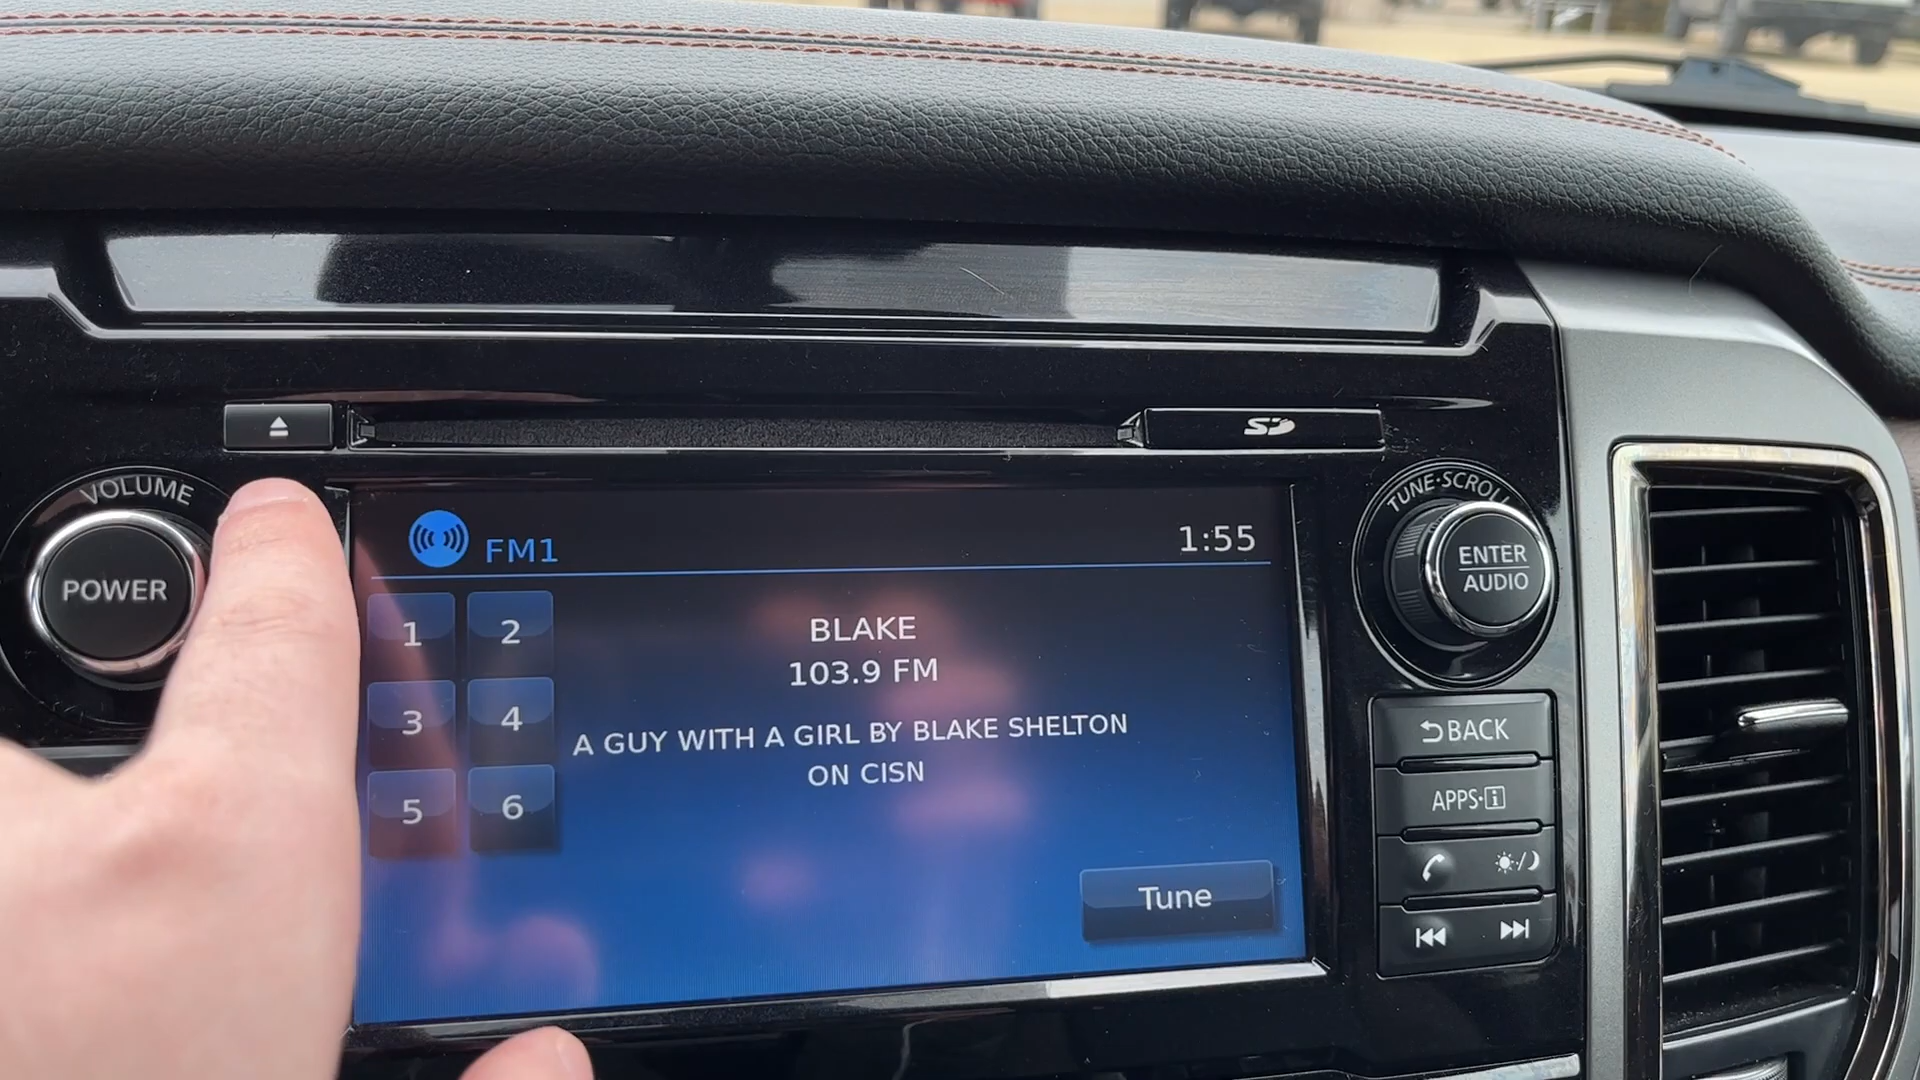 VOLUME
POWER
SD
FM1
1:55
1 2
3 4
5 6
BLAKE
103.9 FM
A GUY WITH A GIRL BY BLAKE SHELTON
ON CISN
Tune
TUNE·SCROLL
ENTER
AUDIO
BACK
APPS·i